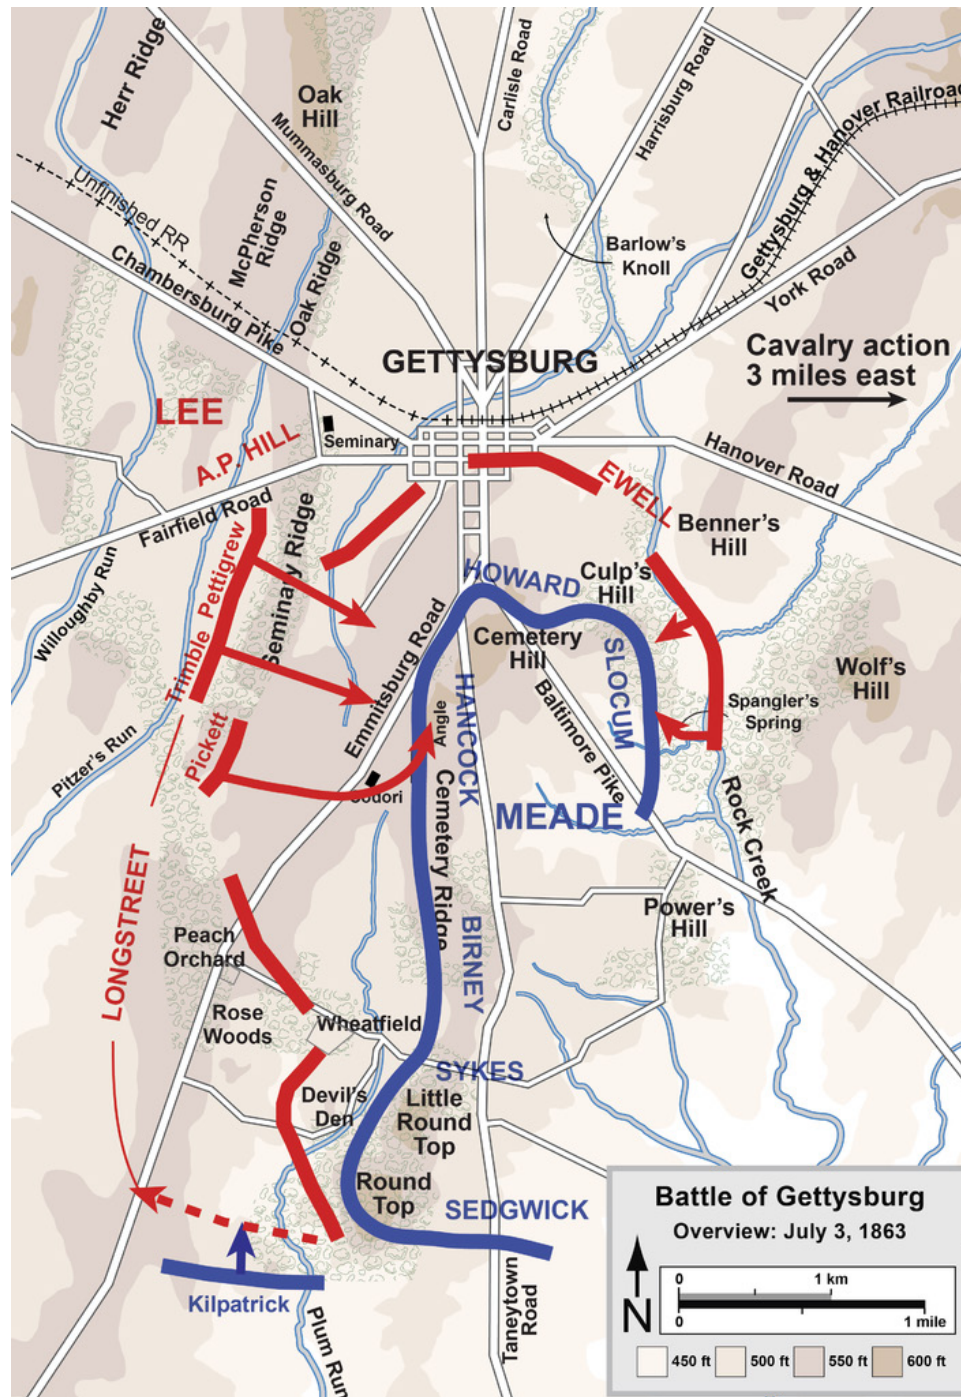 Herr Ridge
Oak
Hill
Mummasburg Road
Carlisle Road
Harrisburg Road
Gettysburg & Hanover Railroad
Unfinished RR
McPherson
Ridge
Oak Ridge
Chambersburg Pike
Barlow's
Knoll
York Road
GETTYSBURG
Cavalry action
3 miles east
LEE
A.P. HILL
Seminary
Hanover Road
Fairfield Road
EWELL
Benner's
Hill
Willoughby Run
Seminary Ridge
Pettigrew
Trimble
HOWARD
Culp's
Hill
Emmitsburg Road
Cemetery
Hill
SLOCUM
Wolf's
Hill
Spangler's
Spring
HANCOCK
Angle
Baltimore Pike
Pitzer's Run
Pickett
Codori
MEADE
Rock Creek
Cemetery Ridge
LONGSTREET
BIRNEY
Power's
Hill
Peach
Orchard
Rose
Woods
Wheatfield
SYKES
Devil's
Den
Little
Round
Top
Round
Top
SEDGWICK
Kilpatrick
Plum Run
Taneytown
Road
Battle of Gettysburg
Overview: July 3, 1863
N
0
1 km
0
1 mile
450 ft
500 ft
550 ft
600 ft